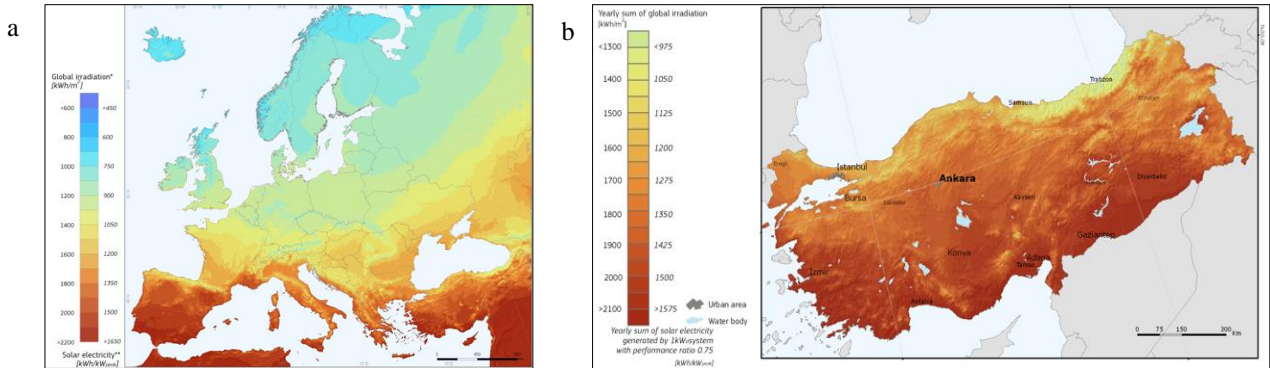 a
Global irradiation*
[kWh/m²]
<600 <450
600
800
750
1000
900
1200
1050
1400
1200
1600
1350
1800
1500
2000
>2200 >1650
Solar electricity**
[kWh/kWpeak]
b
Yearly sum of global irradiation
[kWh/m²]
<1300 <975
1400 1050
1500 1125
1600 1200
1700 1275
1800 1350
1900 1425
2000 1500
>2100 >1575
Yearly sum of solar electricity
generated by 1kWpsystem
with performance ratio 0.75
[kWh/kWpeak]
Urban area
Water body
Trabzon
Samsun
Istanbul
Ankara
Bursa
Kayseri
Diyarbakir
Gaziantep
Konya
Adana
Tarsus
Izmir
Antalya
0 75 150 300
Km